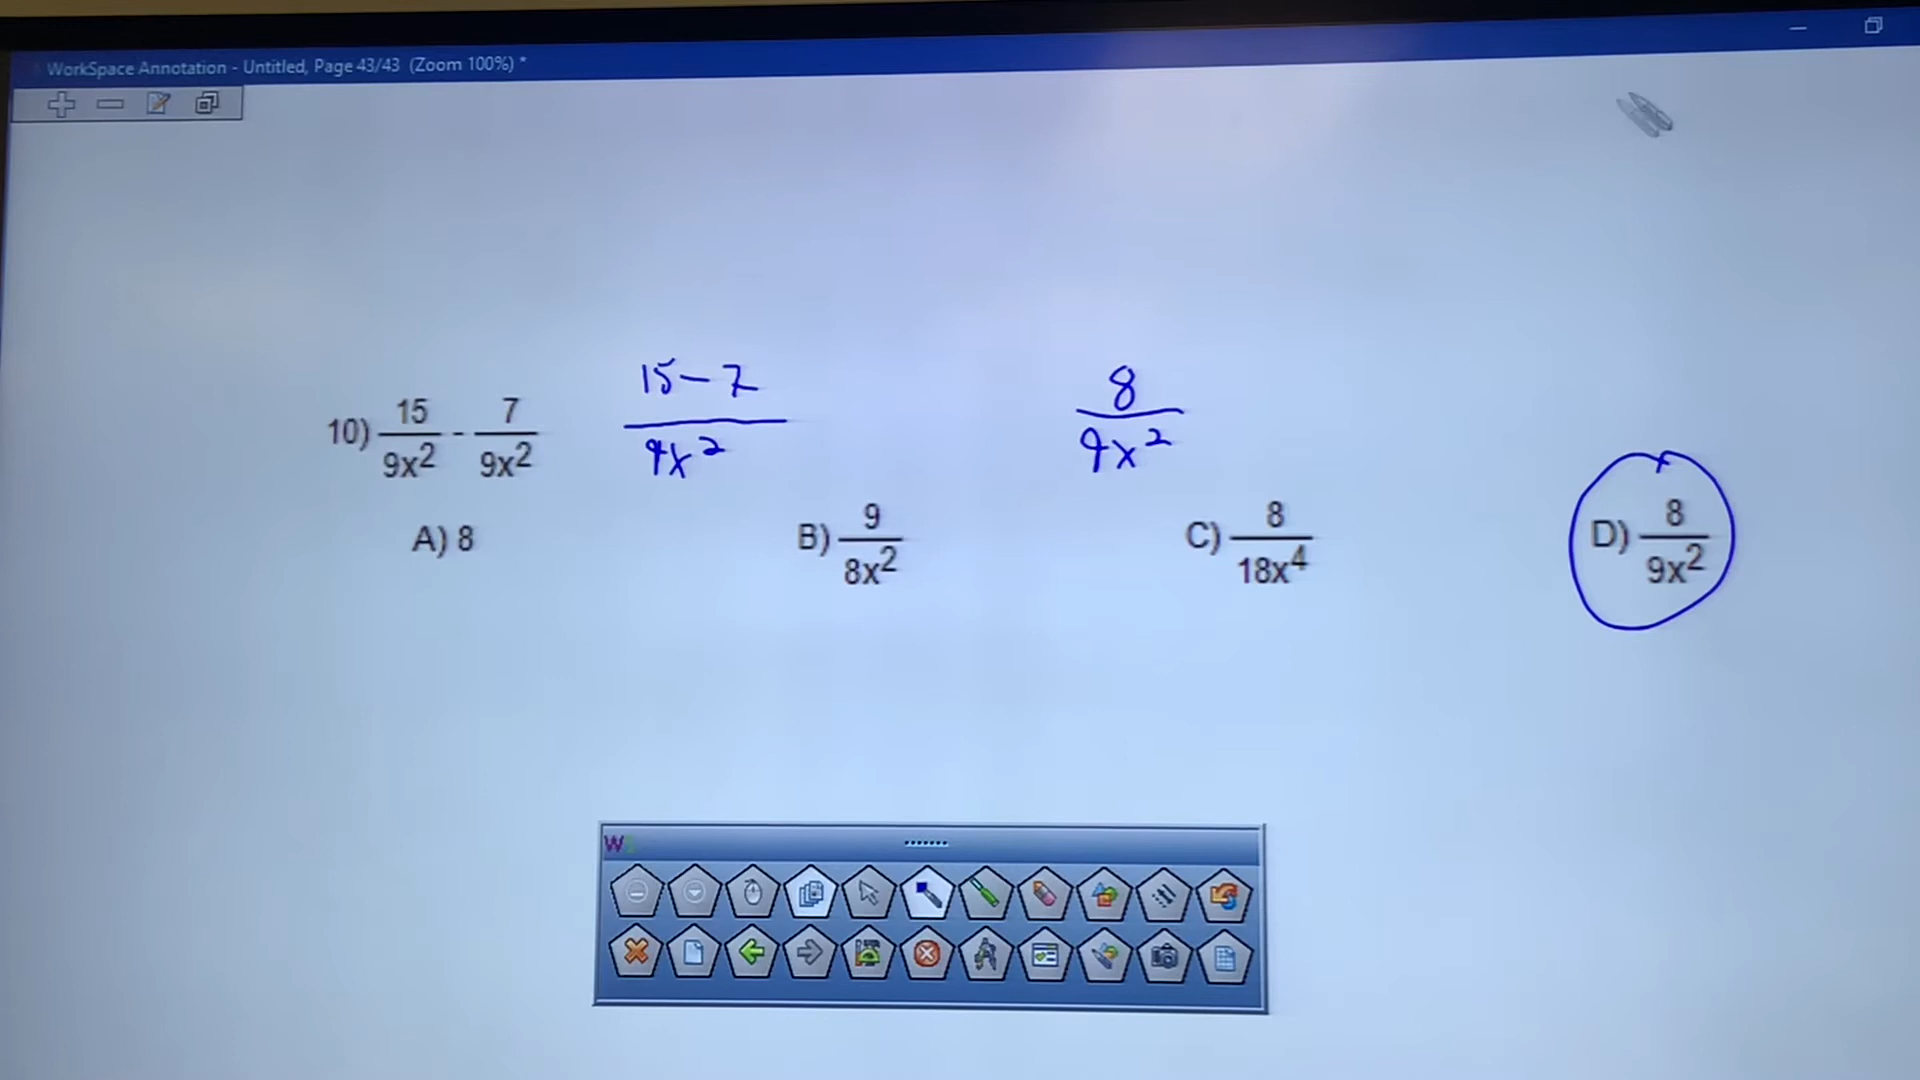 WorkSpace Annotation - Untitled, Page 43/43 (Zoom 100%) *
10) 15/9x² - 7/9x² 15-7/9x² 8/9x²
A) 8 B) 9/8x² C) 8/18x⁴ D) 8/9x²